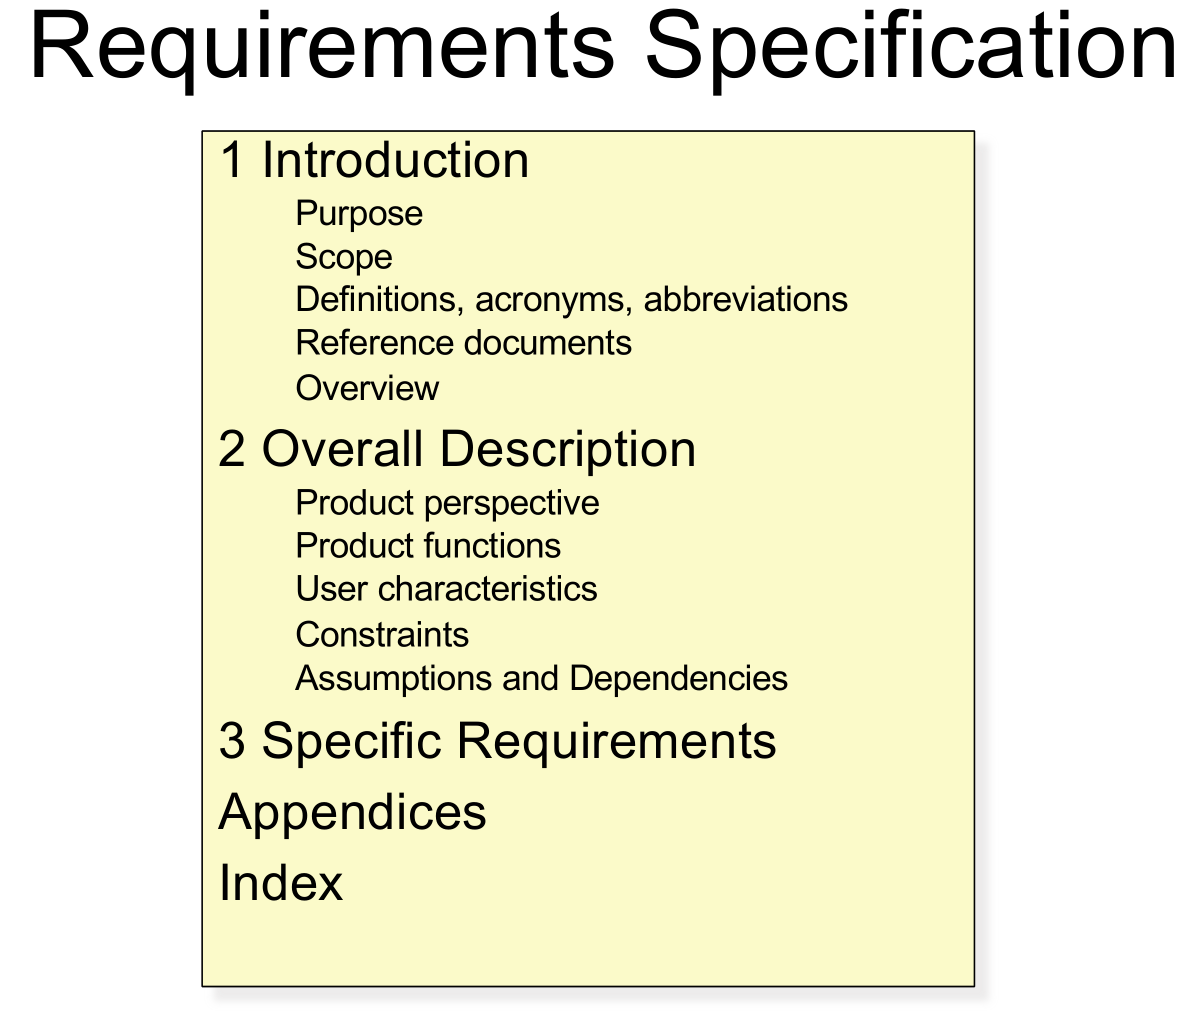 Requirements Specification
1 Introduction
Purpose
Scope
Definitions, acronyms, abbreviations
Reference documents
Overview
2 Overall Description
Product perspective
Product functions
User characteristics
Constraints
Assumptions and Dependencies
3 Specific Requirements
Appendices
Index